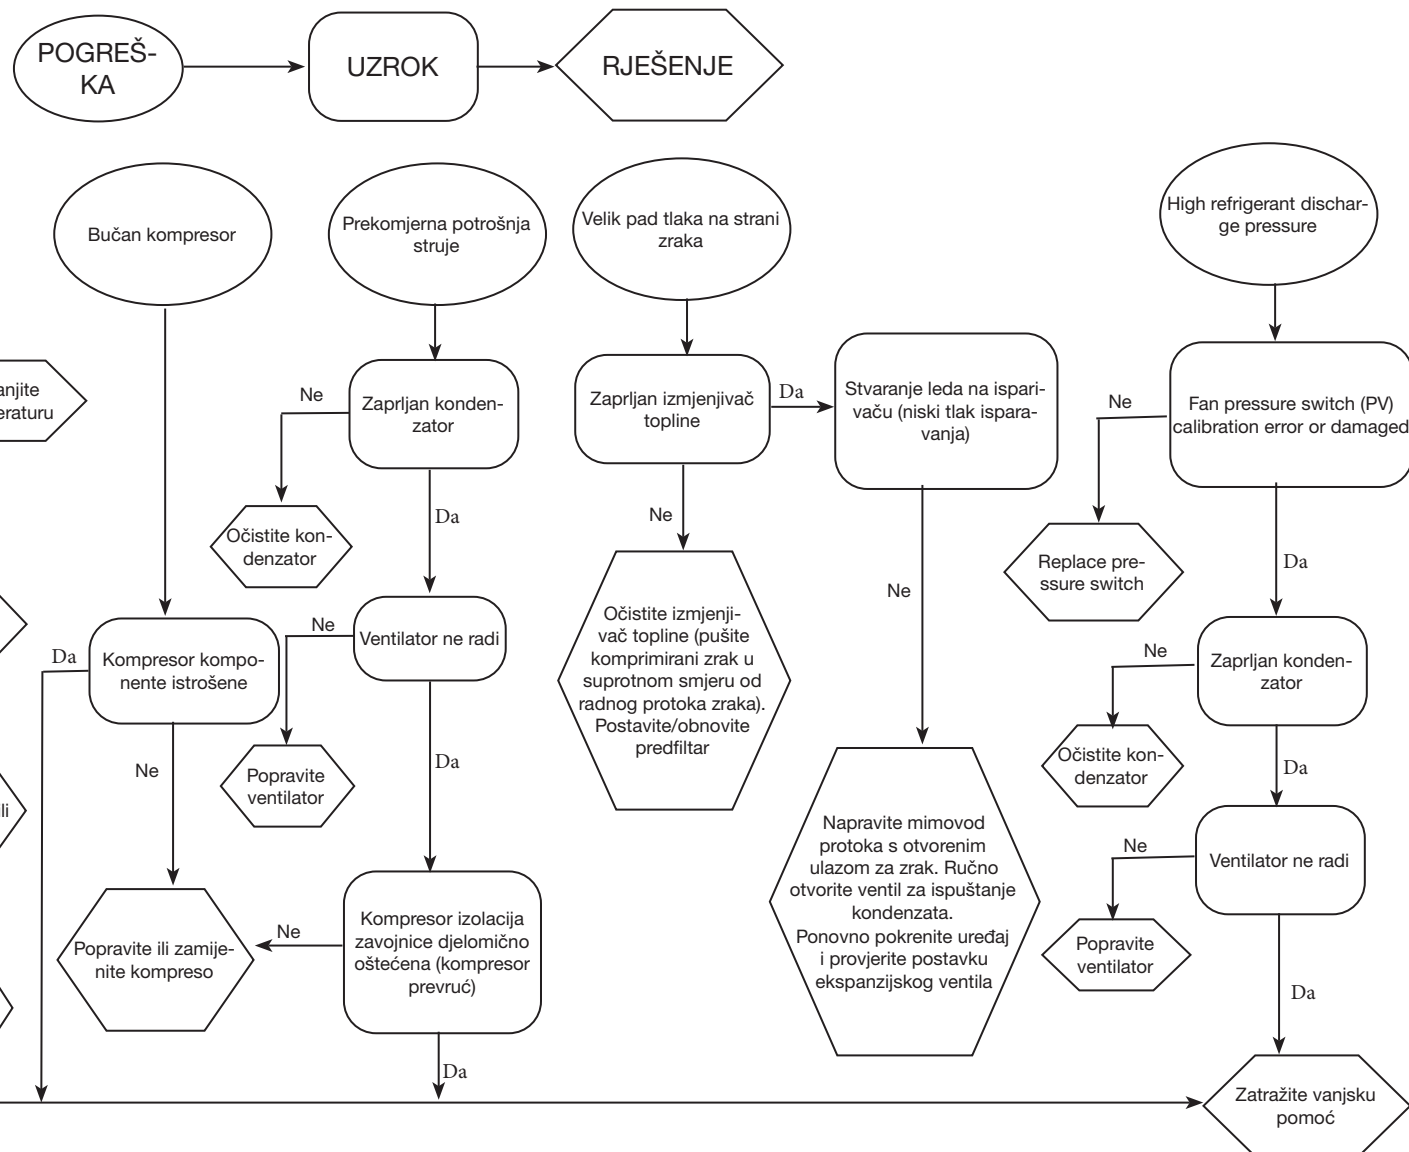 POGREŠ-
KA
UZROK
RJEŠENJE
Bučan kompresor
Prekomjerna potrošnja
struje
Velik pad tlaka na strani
zraka
High refrigerant dischar-
ge pressure
anjite
eraturu
Ne
Zaprljan konden-
zator
Zaprljan izmjenjivač
topline
Da
Stvaranje leda na ispari-
vaču (niski tlak ispara-
vanja)
Ne
Fan pressure switch (PV)
calibration error or damaged
Očistite kon-
denzator
Da
Ne
Replace pre-
ssure switch
Da
Ne
Očistite izmjenji-
vač topline (pušite
komprimirani zrak u
suprotnom smjeru od
radnog protoka zraka).
Postavite/obnovite
predfiltar
Da
Kompresor kompo-
nente istrošene
Ne
Ventilator ne radi
Ne
Zaprljan konden-
zator
Ne
Popravite
ventilator
Da
Očistite kon-
denzator
Da
ili
Napravite mimovod
protoka s otvorenim
ulazom za zrak. Ručno
otvorite ventil za ispuštanje
kondenzata.
Ponovno pokrenite uređaj
i provjerite postavku
ekspanzijskog ventila
Ne
Ventilator ne radi
Popravite ili zamije-
nite kompreso
Ne
Kompresor izolacija
zavojnice djelomično
oštećena (kompresor
prevruć)
Popravite
ventilator
Da
Da
Zatražite vanjsku
pomoć